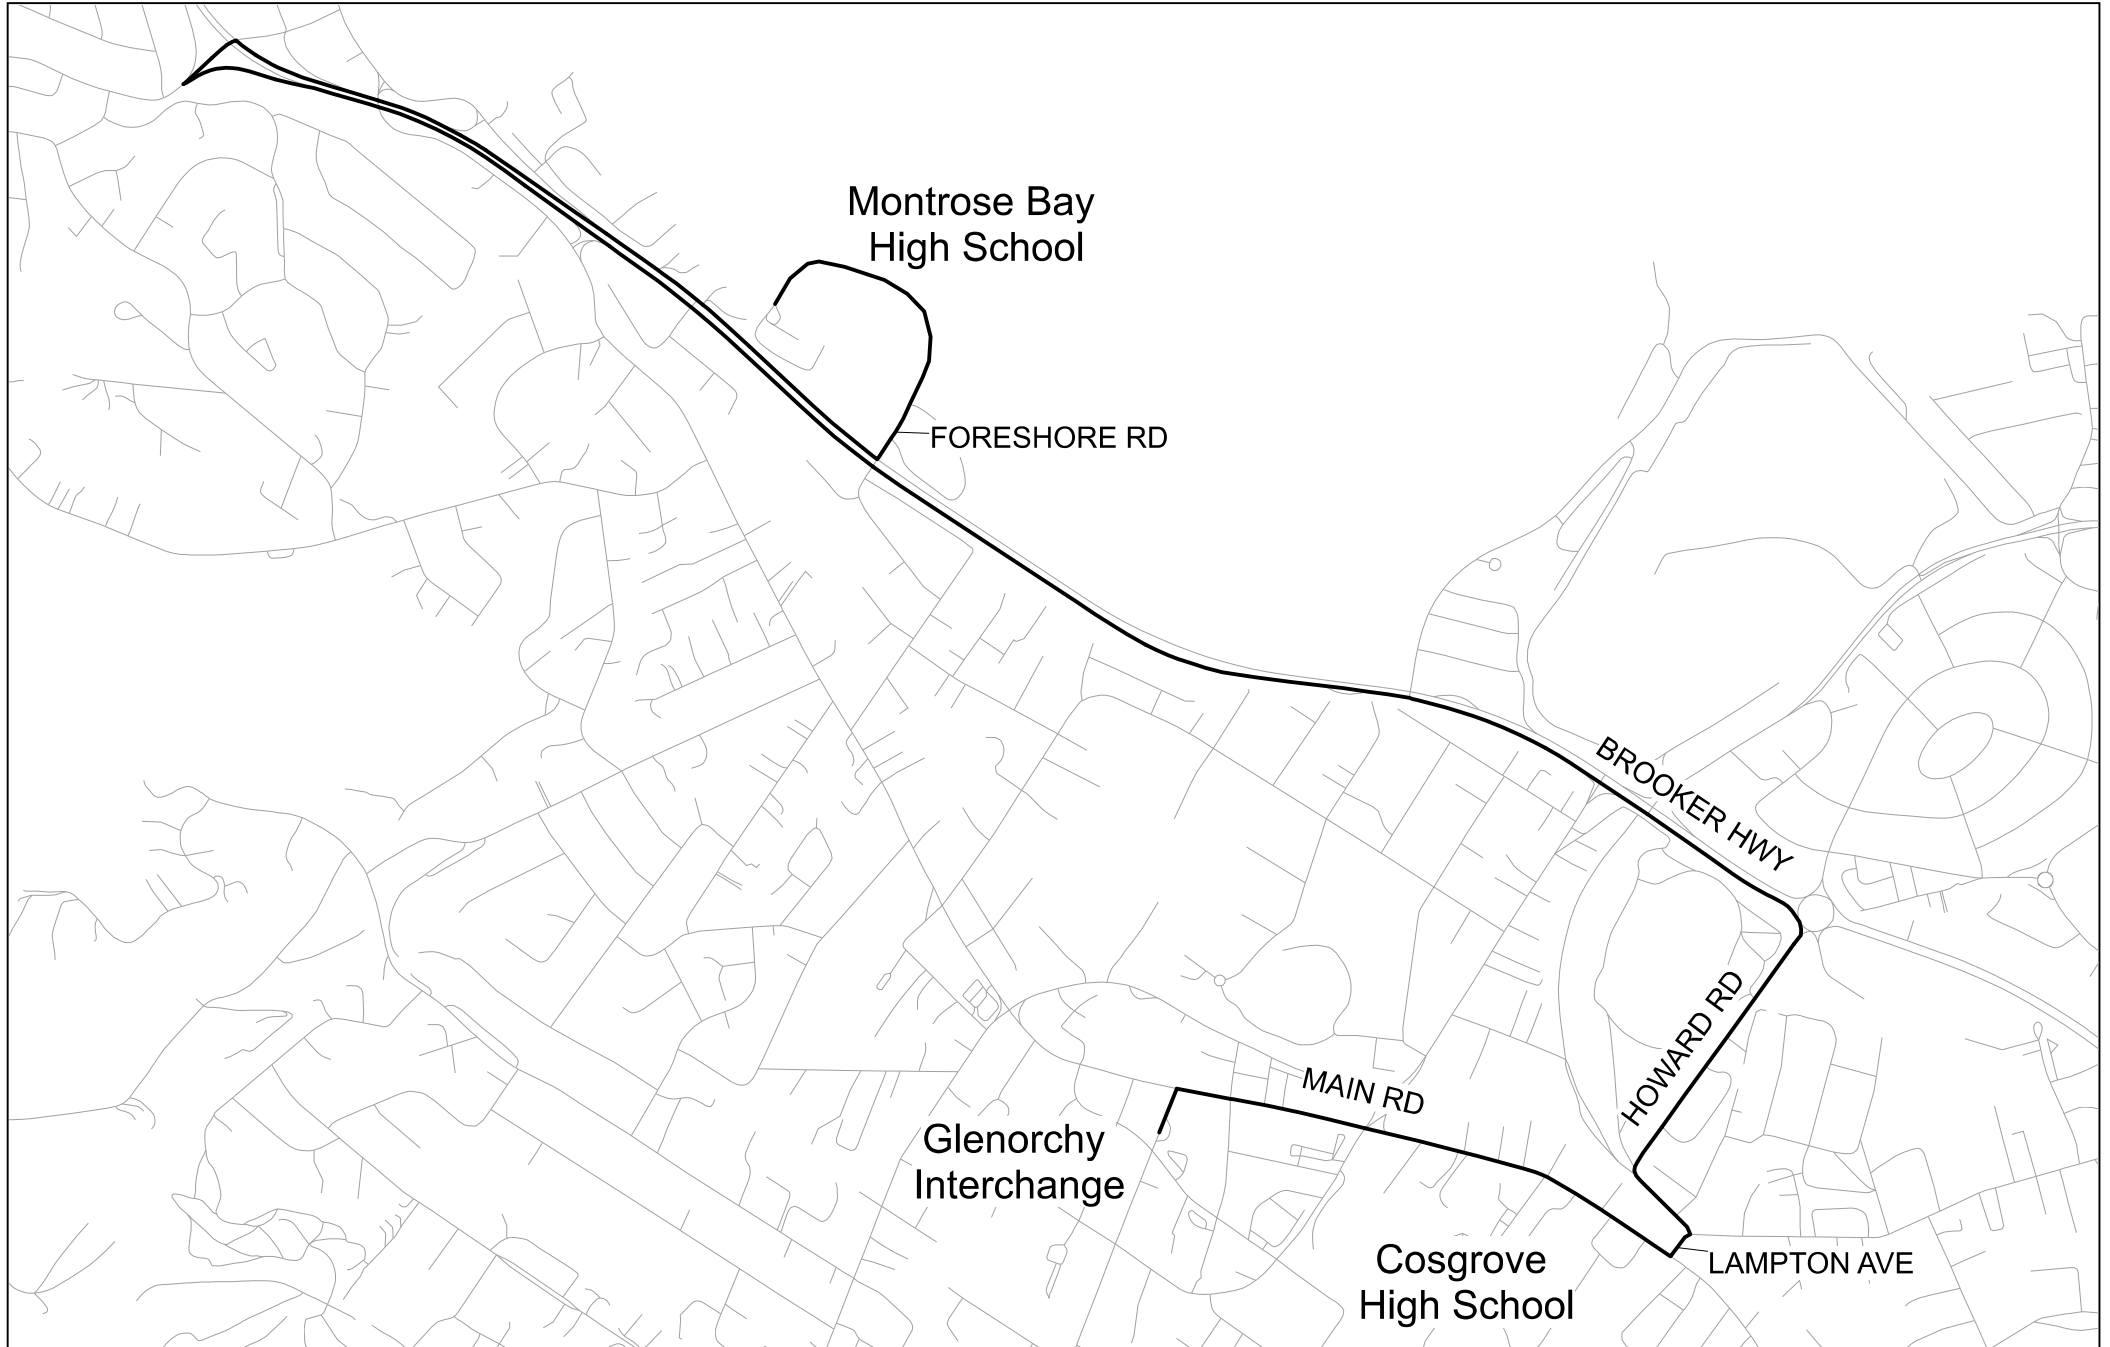 Montrose Bay
High School
FORESHORE RD
BROOKER HWY
HOWARD RD
MAIN RD
Glenorchy
Interchange
Cosgrove
High School
LAMPTON AVE